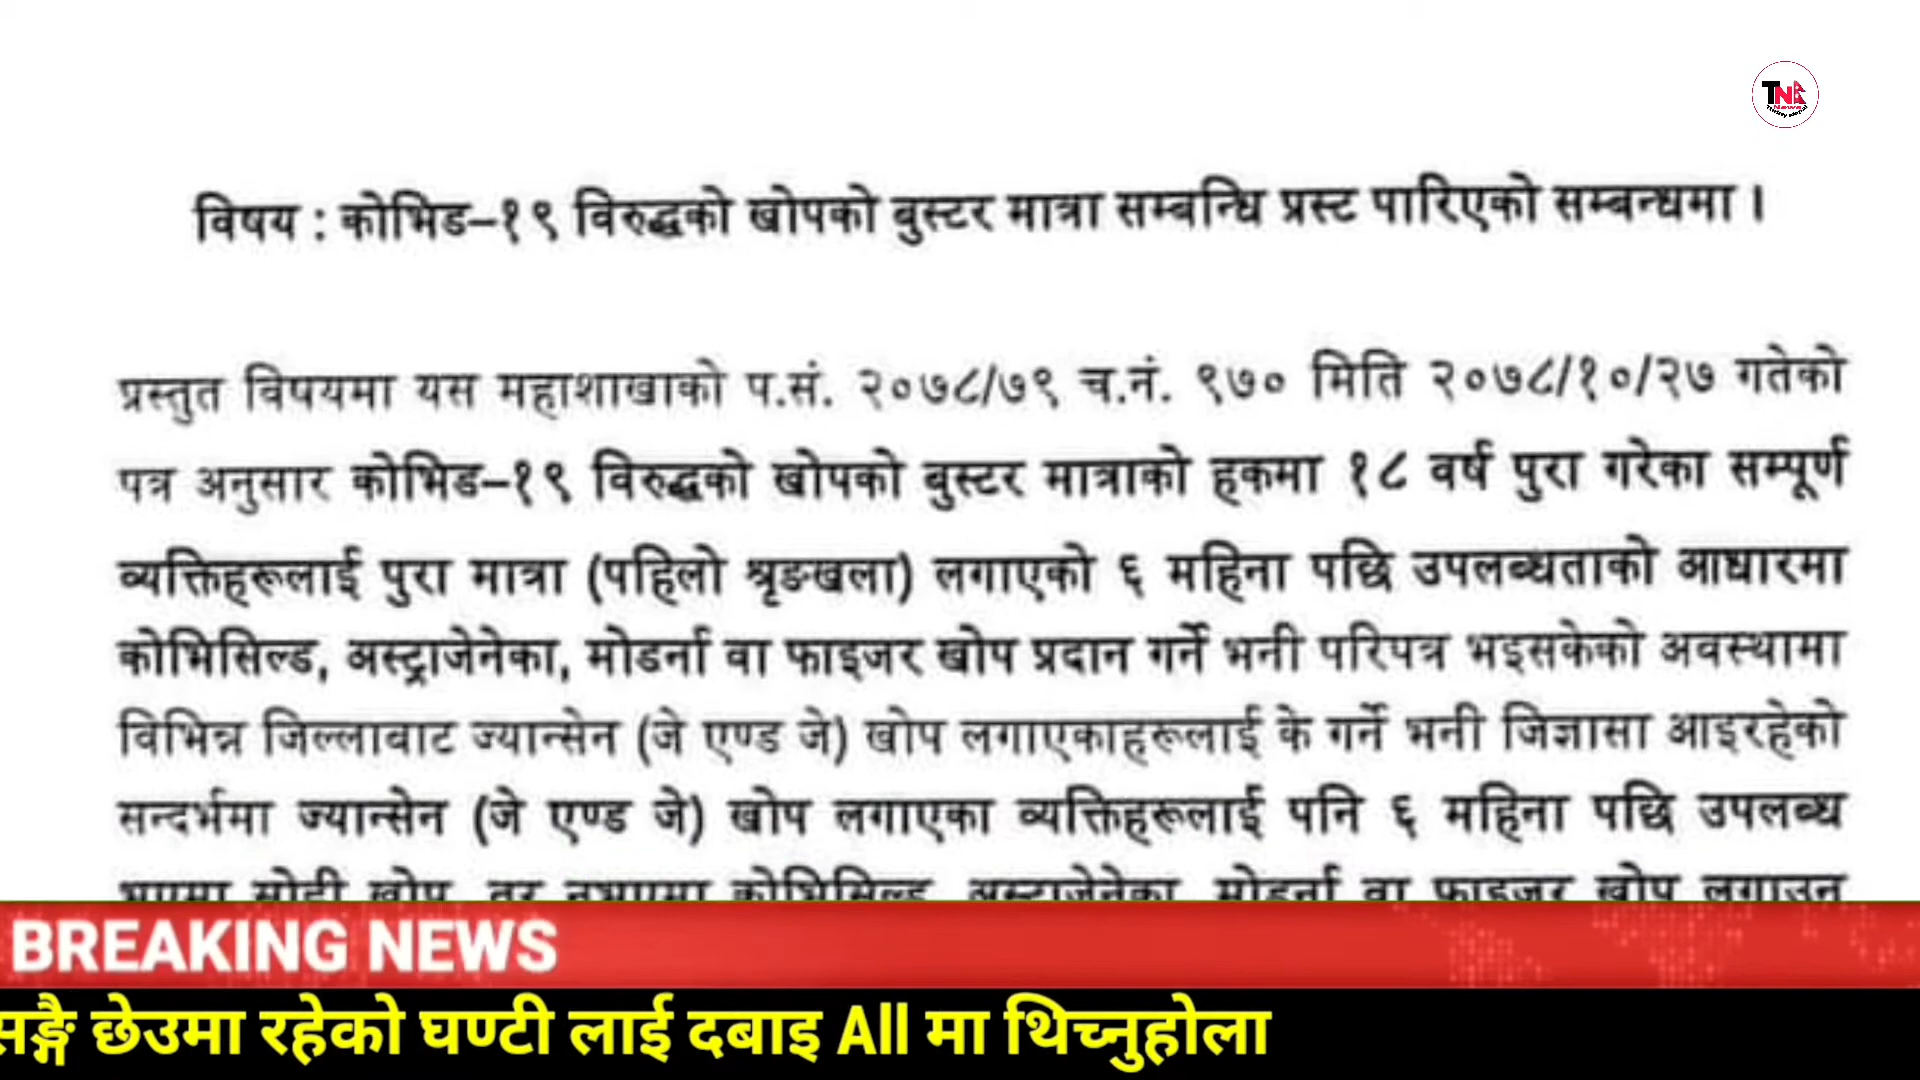 TN
विषय : कोभिड–१९ विरुद्धको खोपको बुस्टर मात्रा सम्बन्धि प्रस्ट पारिएको सम्बन्धमा ।
प्रस्तुत विषयमा यस महाशाखाको प.सं. २०७८/७९ च.नं. ९७० मिति २०७८/१०/२७ गतेको
पत्र अनुसार कोभिड–१९ विरुद्धको खोपको बुस्टर मात्राको हकमा १८ वर्ष पुरा गरेका सम्पूर्ण
व्यक्तिहरूलाई पुरा मात्रा (पहिलो श्रृङखला) लगाएको ६ महिना पछि उपलब्धताको आधारमा
कोभिसिल्ड, अस्ट्राजेनेका, मोडर्ना वा फाइजर खोप प्रदान गर्ने भनी परिपत्र भइसकेको अवस्थामा
विभिन्न जिल्लाबाट ज्यान्सेन (जे एण्ड जे) खोप लगाएकाहरूलाई के गर्ने भनी जिज्ञासा आइरहेको
सन्दर्भमा ज्यान्सेन (जे एण्ड जे) खोप लगाएका व्यक्तिहरूलाई पनि ६ महिना पछि उपलब्ध
भएमा सोही खोप, तर नभएमा कोभिसिल्ड, अस्ट्राजेनेका, मोडर्ना वा फाइजर खोप लगाउन
BREAKING NEWS
सङ्गै छेउमा रहेको घण्टी लाई दबाइ All मा थिच्नुहोला